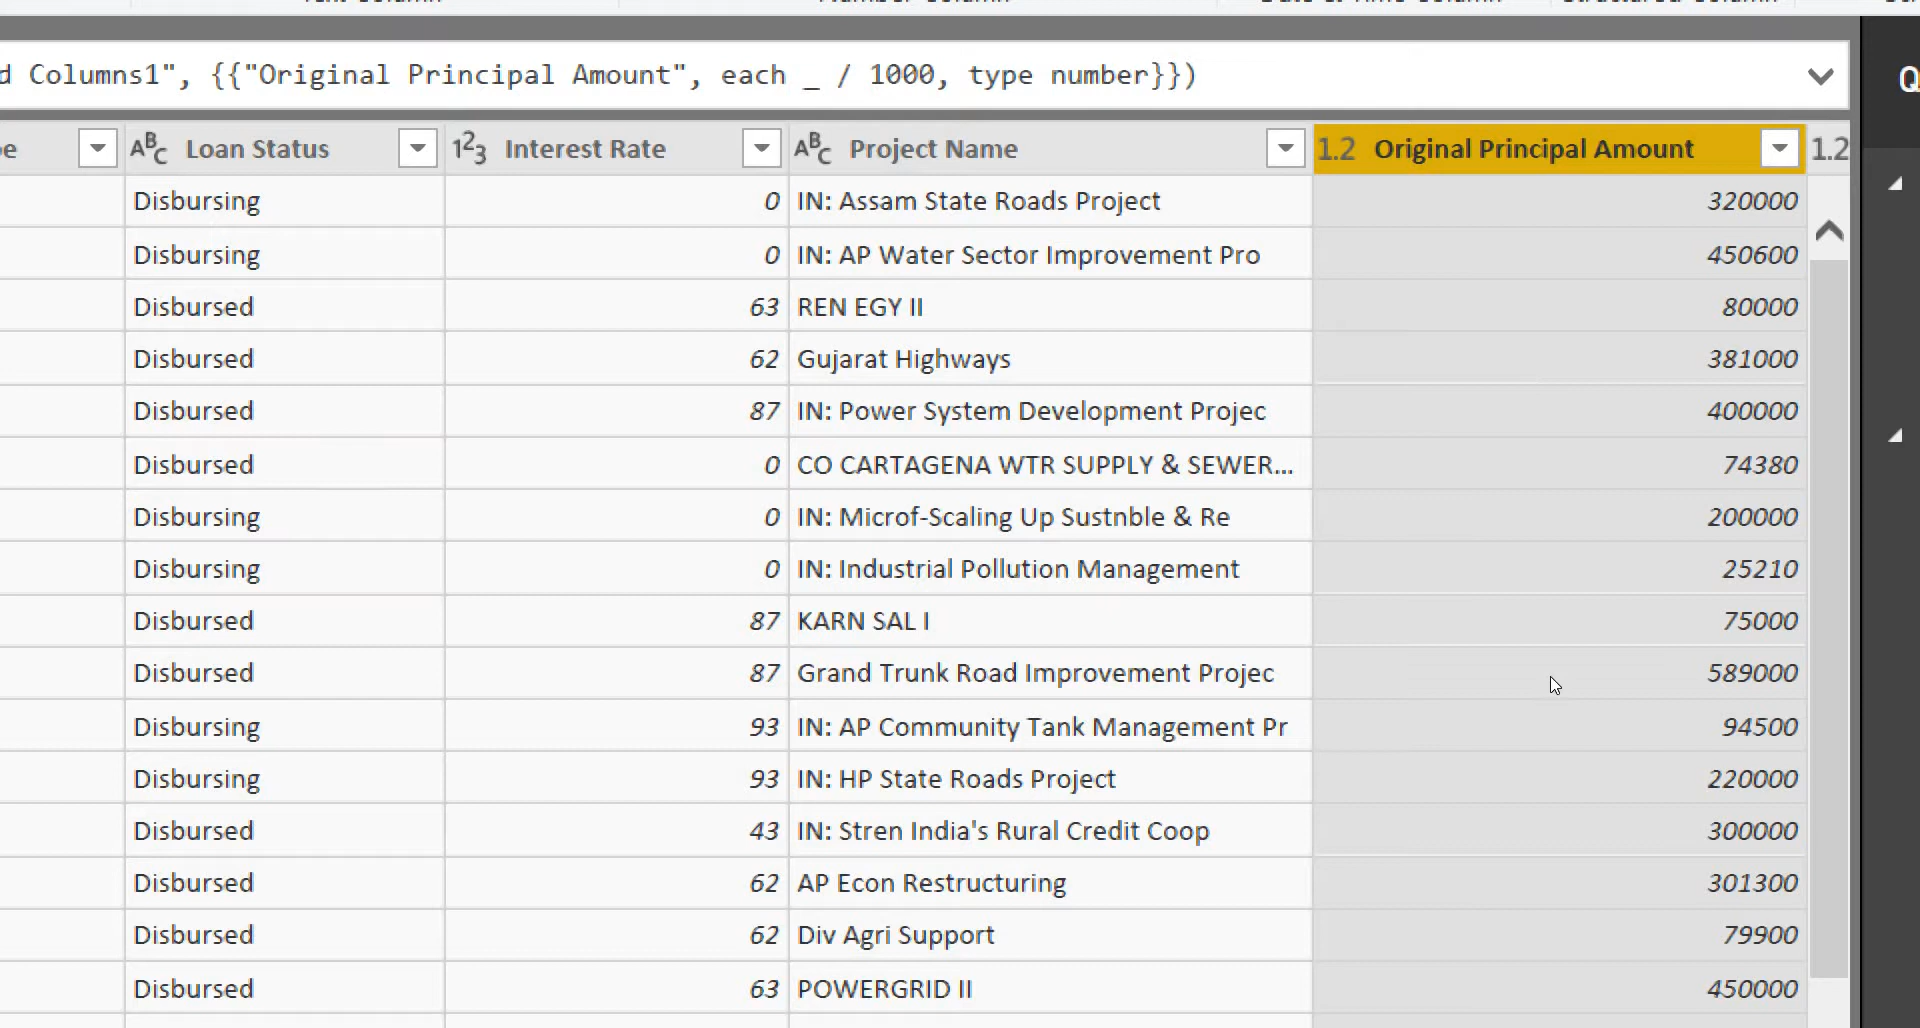 d Columns1", {{"Original Principal Amount", each _ / 1000, type number}})
e ABC Loan Status 123 Interest Rate ABC Project Name 1.2 Original Principal Amount 1.2
Disbursing 0 IN: Assam State Roads Project 320000
Disbursing 0 IN: AP Water Sector Improvement Pro 450600
Disbursed 63 REN EGY II 80000
Disbursed 62 Gujarat Highways 381000
Disbursed 87 IN: Power System Development Projec 400000
Disbursed 0 CO CARTAGENA WTR SUPPLY & SEWER... 74380
Disbursing 0 IN: Microf-Scaling Up Sustnble & Re 200000
Disbursing 0 IN: Industrial Pollution Management 25210
Disbursed 87 KARN SAL I 75000
Disbursed 87 Grand Trunk Road Improvement Projec 589000
Disbursing 93 IN: AP Community Tank Management Pr 94500
Disbursing 93 IN: HP State Roads Project 220000
Disbursed 43 IN: Stren India's Rural Credit Coop 300000
Disbursed 62 AP Econ Restructuring 301300
Disbursed 62 Div Agri Support 79900
Disbursed 63 POWERGRID II 450000